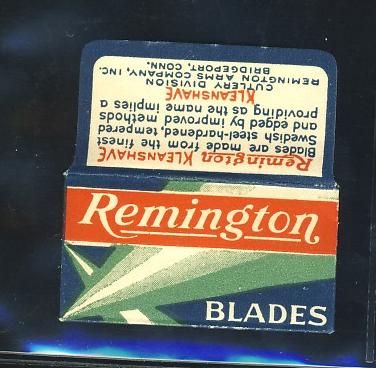 Remington KLEANSHAVE
Blades are made from the finest
Swedish steel-hardened, tempered,
and edged by improved methods
providing as the name implies a
KLEANSHAVE
CUTLERY DIVISION
REMINGTON ARMS COMPANY, INC.
BRIDGEPORT, CONN.
Remington
BLADES